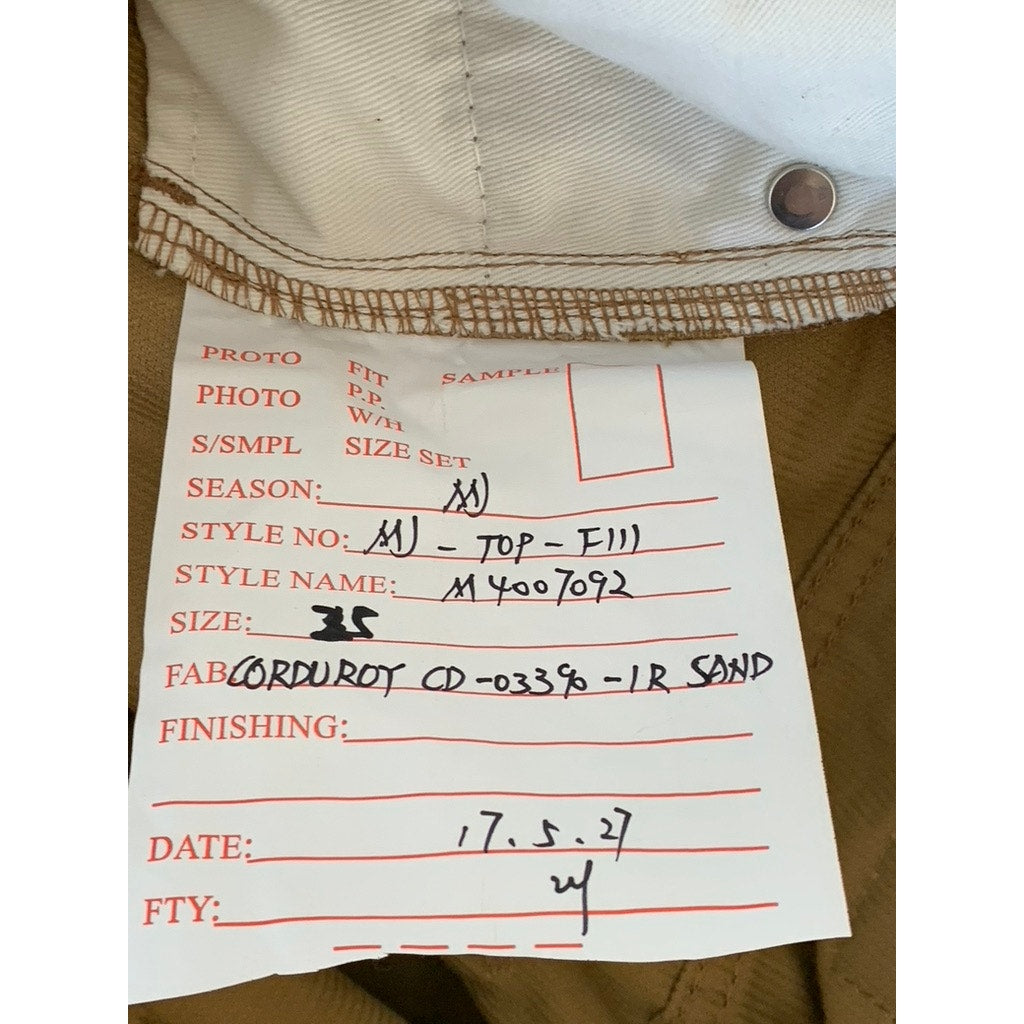 PROTO FIT SAMPLE
PHOTO P.P.
W/H
S/SMPL SIZE SET
SEASON: MJ
STYLE NO: MJ - TOP - F111
STYLE NAME: M4007092
SIZE: 35
FAB CORDUROY CD-0339 -1R SAND
FINISHING:
DATE: 17.5.27
FTY: